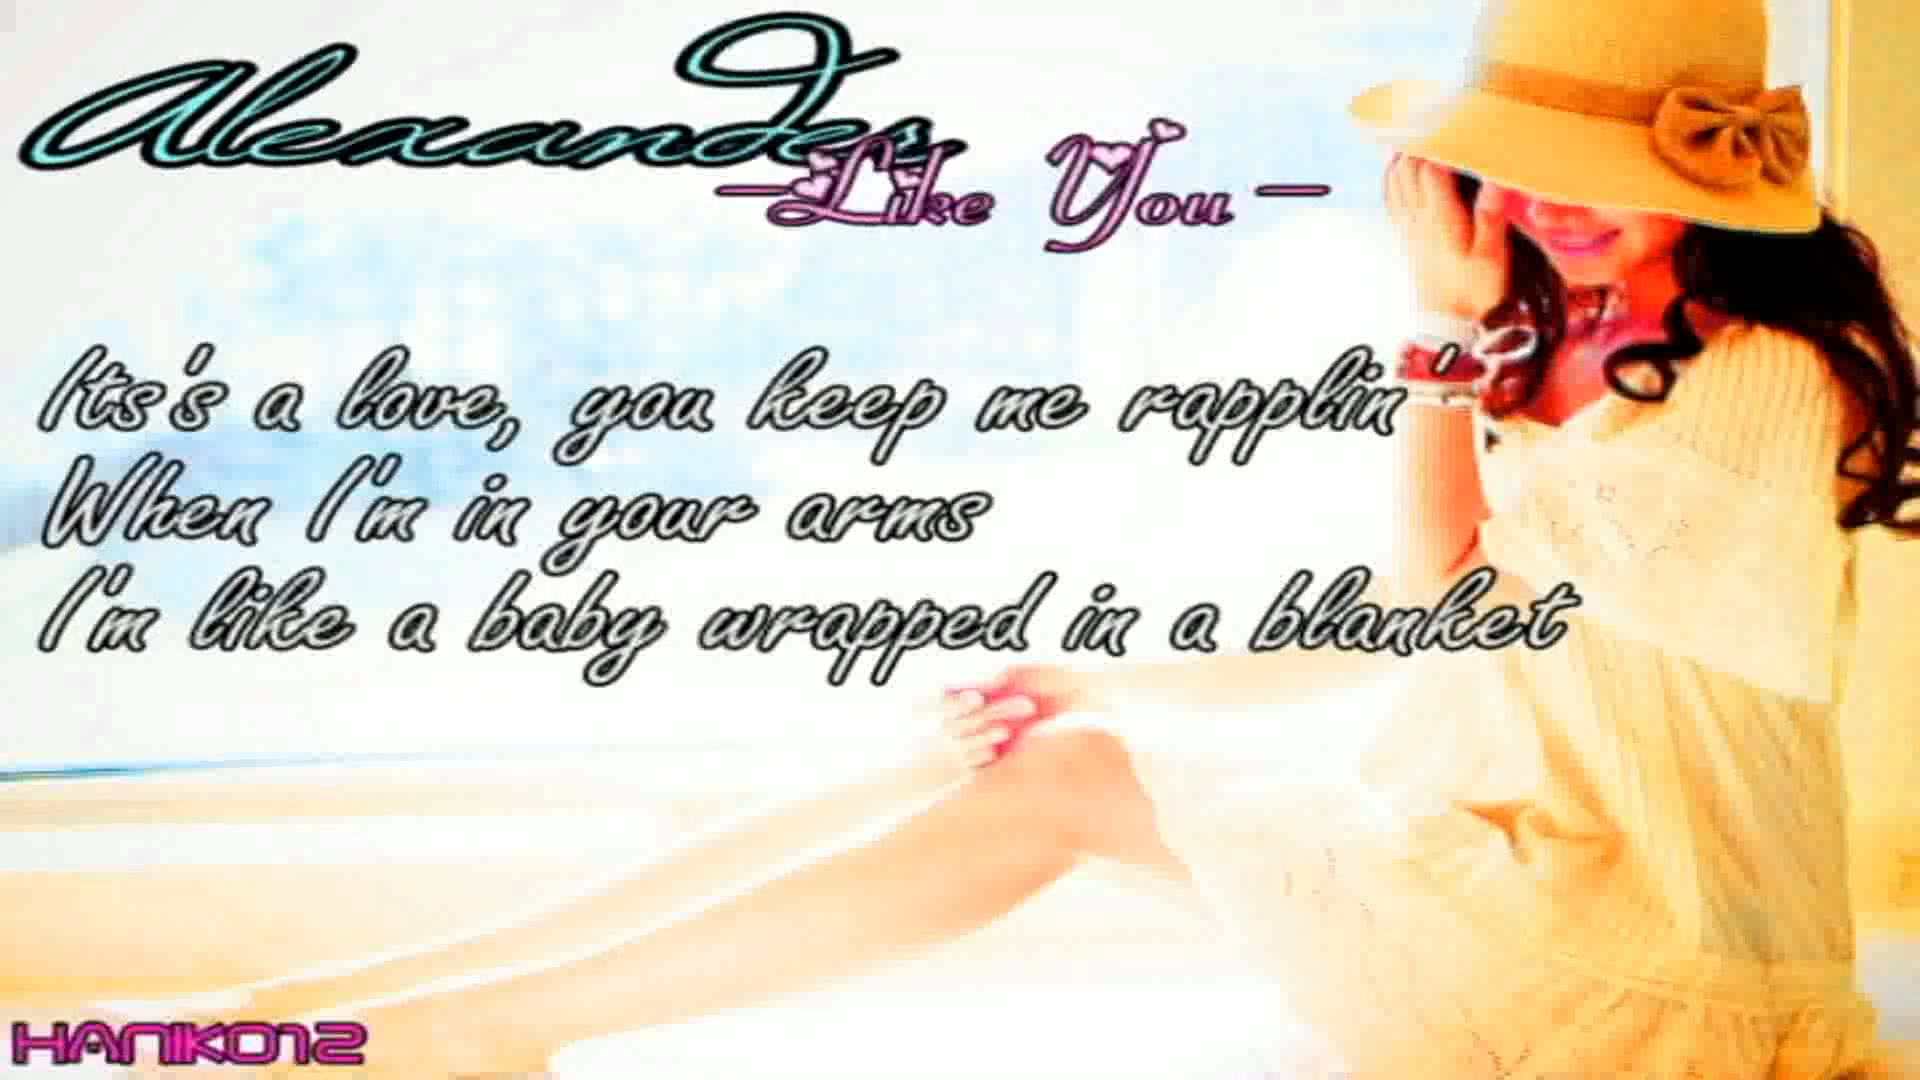 Alexander
-Like You-
Its's a love, you keep me rapplin'
When I'm in your arms
I'm like a baby wrapped in a blanket
HANIKO12